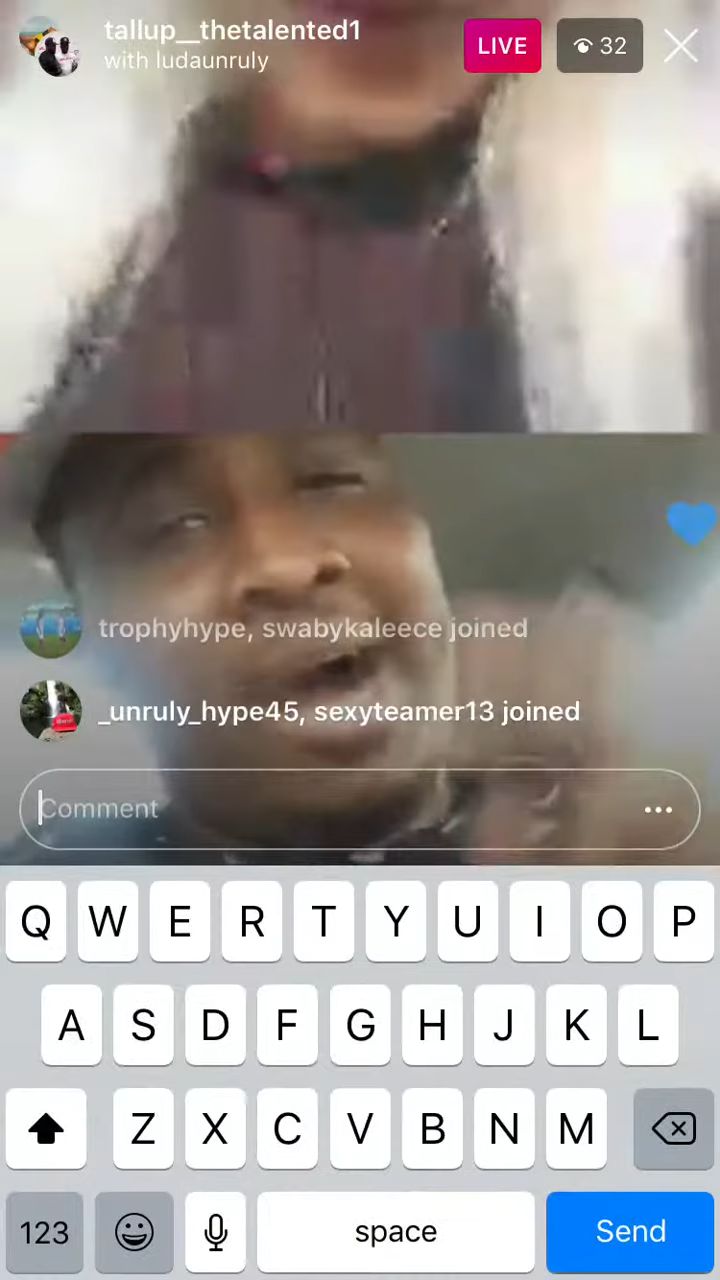 tallup__thetalented1
with ludaunruly
LIVE
32
trophyhype, swabykaleece joined
_unruly_hype45, sexyteamer13 joined
Comment
Q W E R T Y U I O P
A S D F G H J K L
Z X C V B N M
123 space Send